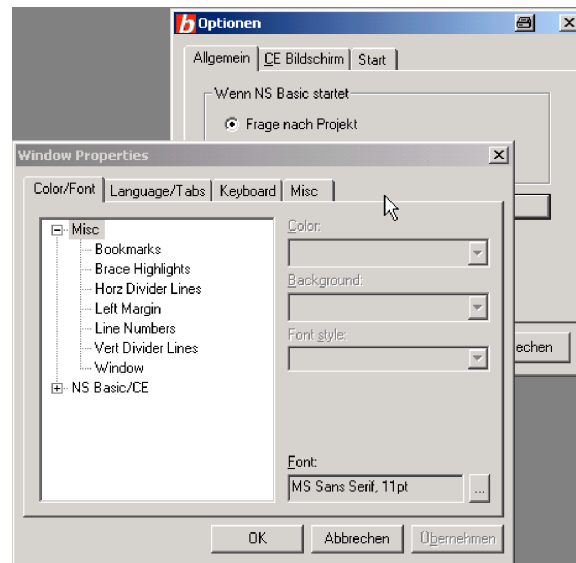 Optionen
Allgemein CE Bildschirm Start
Wenn NS Basic startet
Frage nach Projekt
Window Properties
Color/Font Language/Tabs Keyboard Misc
Misc
Bookmarks
Brace Highlights
Horz Divider Lines
Left Margin
Line Numbers
Vert Divider Lines
Window
NS Basic/CE
Color:
Background:
Font style:
Font:
MS Sans Serif, 11pt
...
echen
OK Abbrechen Übernehmen